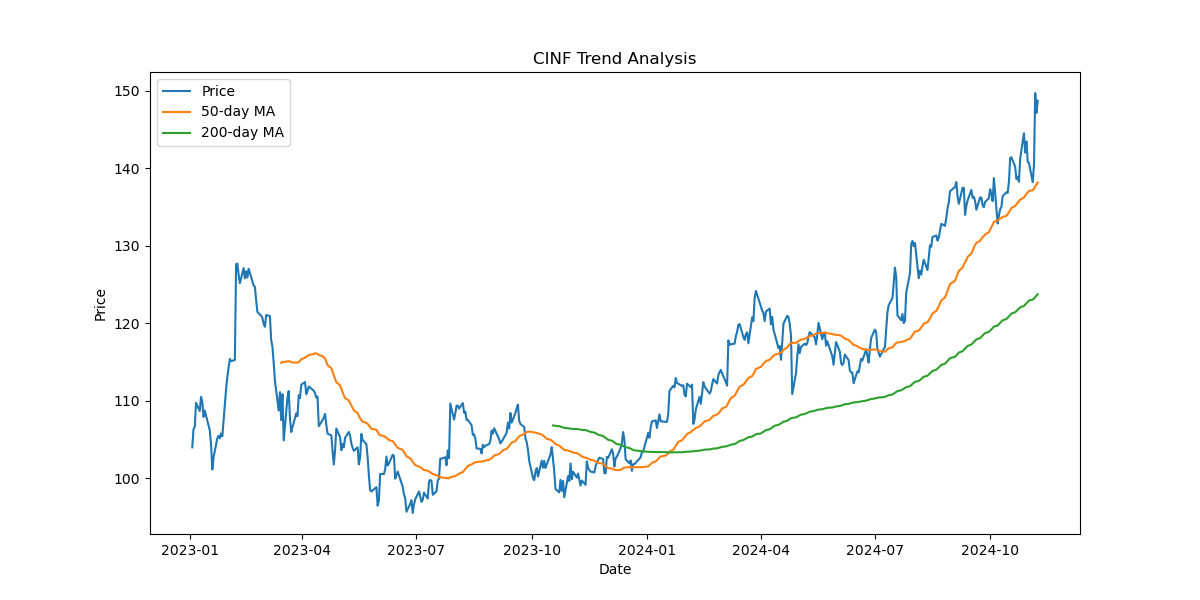 CINF Trend Analysis
Price
50-day MA
200-day MA
150
140
130
120
110
100
Price
2023-01
2023-04
2023-07
2023-10
2024-01
2024-04
2024-07
2024-10
Date